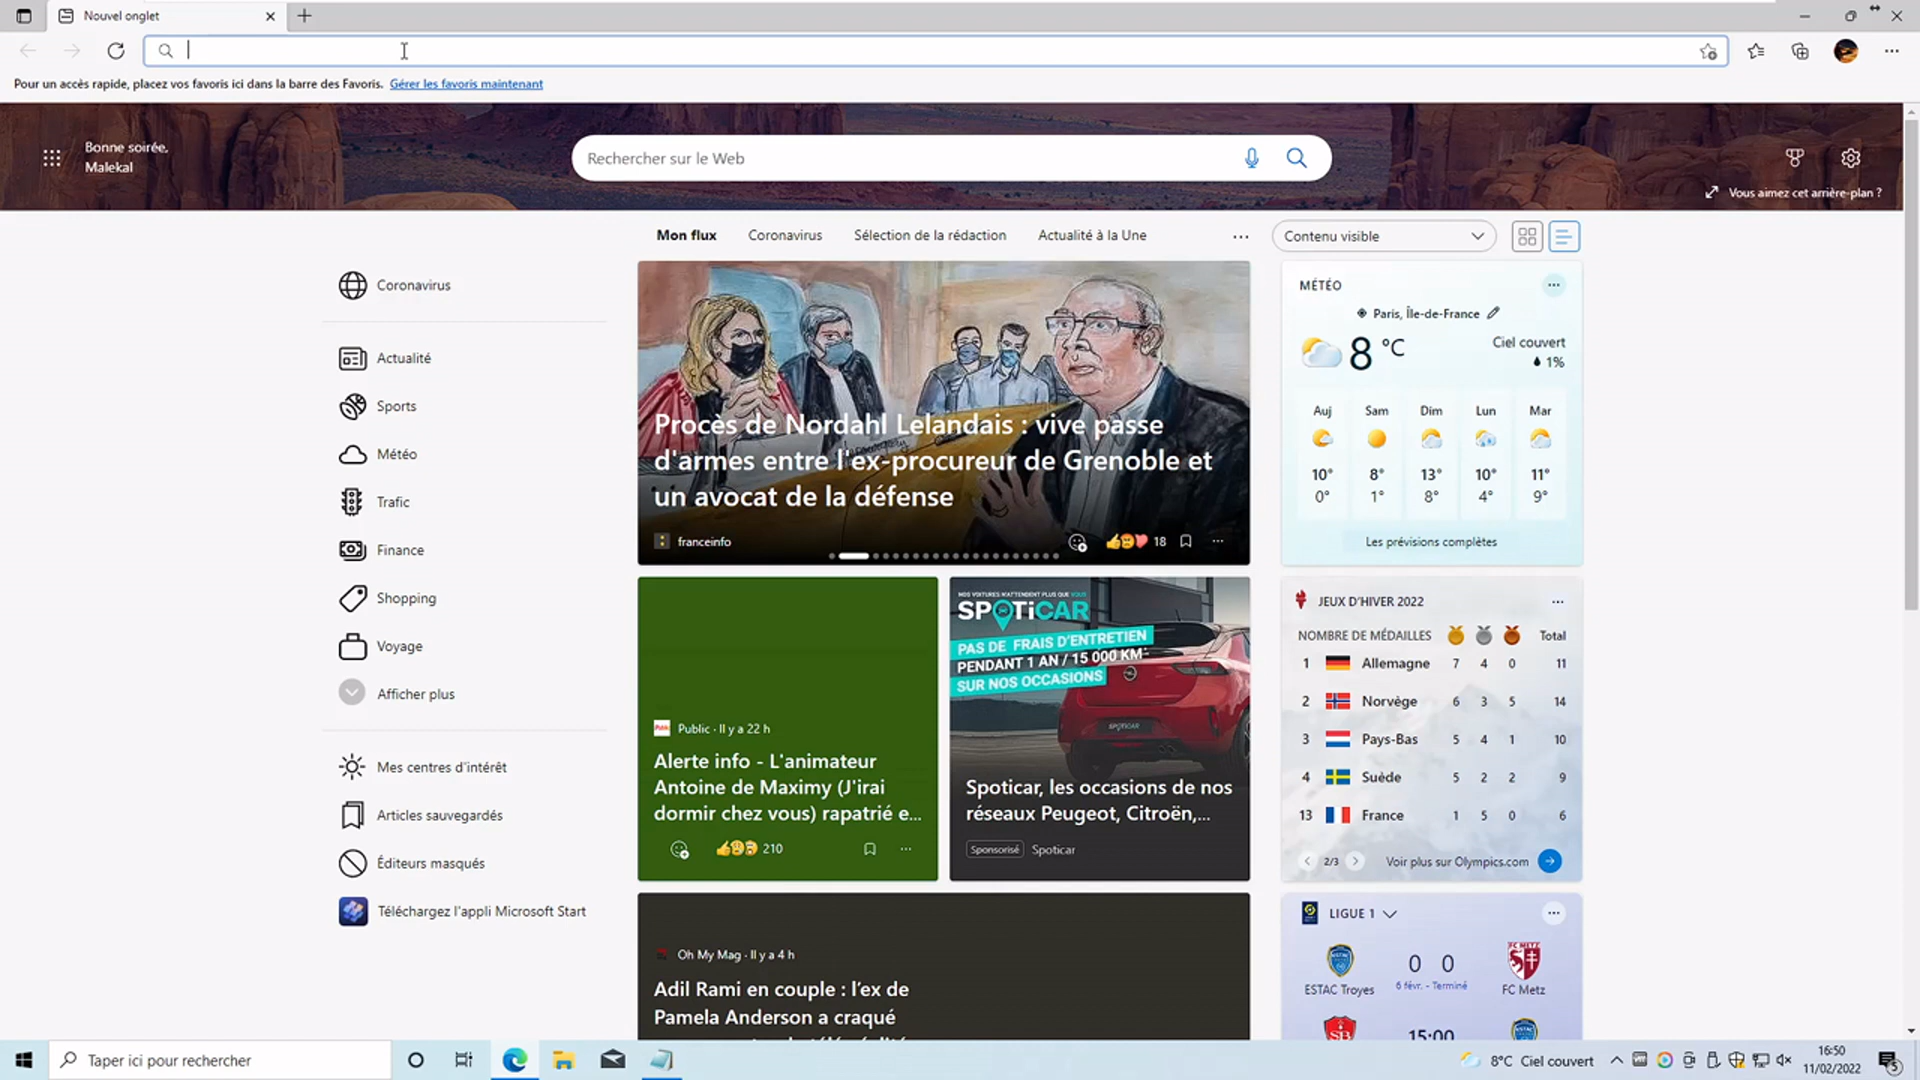 Nouvel onglet
Pour un accès rapide, placez vos favoris ici dans la barre des Favoris. Gérer les favoris maintenant
Bonne soirée,
Malekal
Rechercher sur le Web
Vous aimez cet arrière-plan ?
Mon flux Coronavirus Sélection de la rédaction Actualité à la Une ... Contenu visible
Coronavirus
Actualité
Sports
Météo
Trafic
Finance
Shopping
Voyage
Afficher plus
Mes centres d'intérêt
Articles sauvegardés
Éditeurs masqués
Téléchargez l'appli Microsoft Start
Procès de Nordahl Lelandais : vive passe
d'armes entre l'ex-procureur de Grenoble et
un avocat de la défense
franceinfo
18
Public - Il y a 22 h
Alerte info - L'animateur
Antoine de Maximy (J'irai
dormir chez vous) rapatrié e...
210
NOS VOITURES N'ATTENDENT PLUS QUE VOUS
SPOTiCAR
PAS DE FRAIS D'ENTRETIEN
PENDANT 1 AN / 15 000 KM*
SUR NOS OCCASIONS
SPOTICAR
Spoticar, les occasions de nos
réseaux Peugeot, Citroën,...
Sponsorisé Spoticar
Oh My Mag - Il y a 4 h
Adil Rami en couple : l'ex de
Pamela Anderson a craqué
MÉTÉO
Paris, Île-de-France
8 °C
Ciel couvert
1%
Auj Sam Dim Lun Mar
10° 8° 13° 10° 11°
0° 1° 8° 4° 9°
Les prévisions complètes
JEUX D'HIVER 2022
NOMBRE DE MÉDAILLES Total
1 Allemagne 7 4 0 11
2 Norvège 6 3 5 14
3 Pays-Bas 5 4 1 10
4 Suède 5 2 2 9
13 France 1 5 0 6
2/3 Voir plus sur Olympics.com
LIGUE 1
0 0
6 févr. - Terminé
ESTAC Troyes
FC METZ
FC Metz
SB
15:00
Taper ici pour rechercher
8°C Ciel couvert
16:50
11/02/2022
5